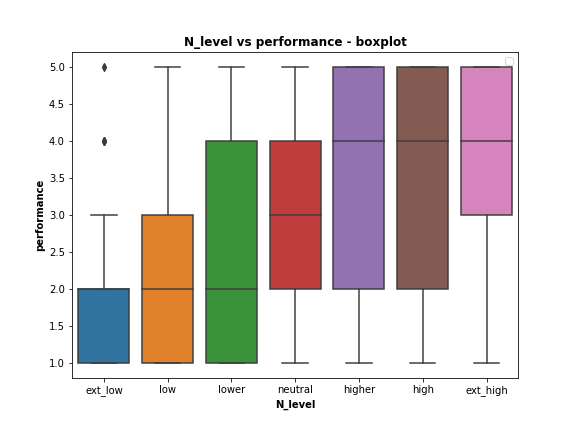 N_level vs performance - boxplot
5.0
4.5
4.0
3.5
3.0
2.5
2.0
1.5
1.0
performance
ext_low low lower neutral higher high ext_high
N_level